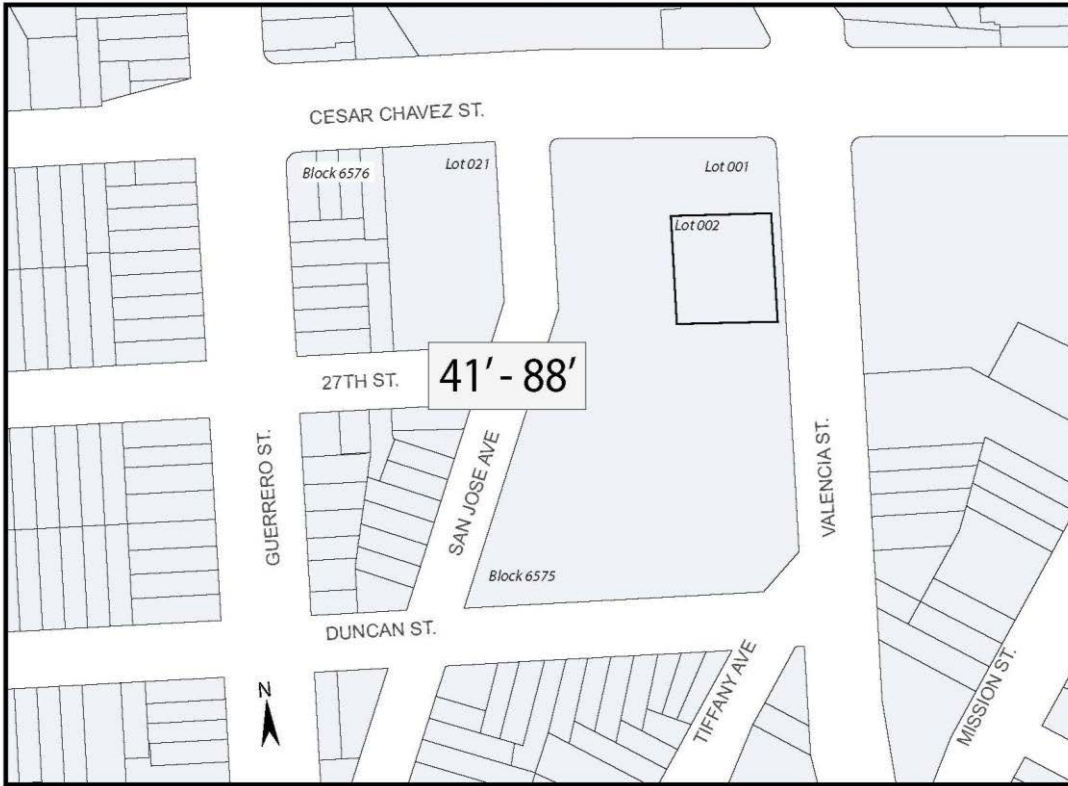 CESAR CHAVEZ ST.
Block 6576
Lot 021
Lot 001
Lot 002
27TH ST.
41' - 88'
GUERRERO ST.
SAN JOSE AVE
VALENCIA ST.
Block 6575
DUNCAN ST.
TIFFANY AVE
MISSION ST.
N